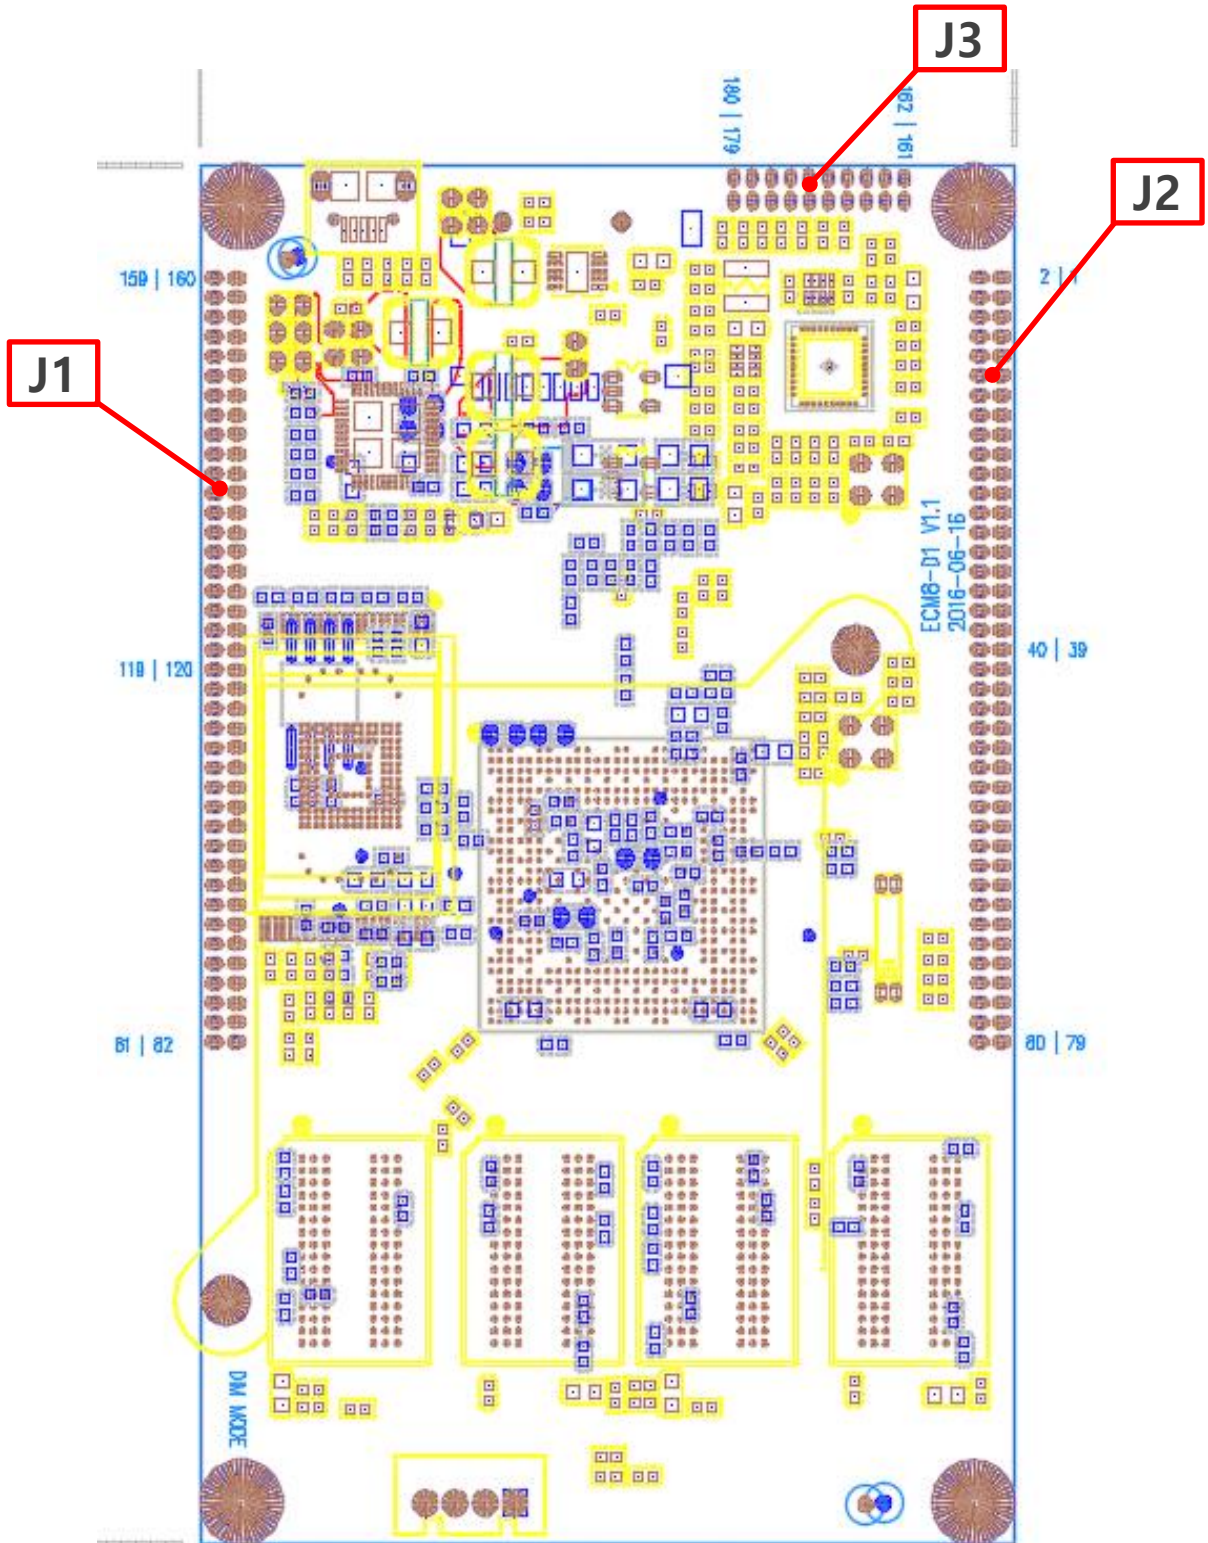 J3
180 | 179
162 | 161
J2
159 | 160
2 | 1
J1
ECM8-D1 V1.1
2016-06-16
40 | 39
119 | 120
81 | 82
80 | 79
DIM MODE